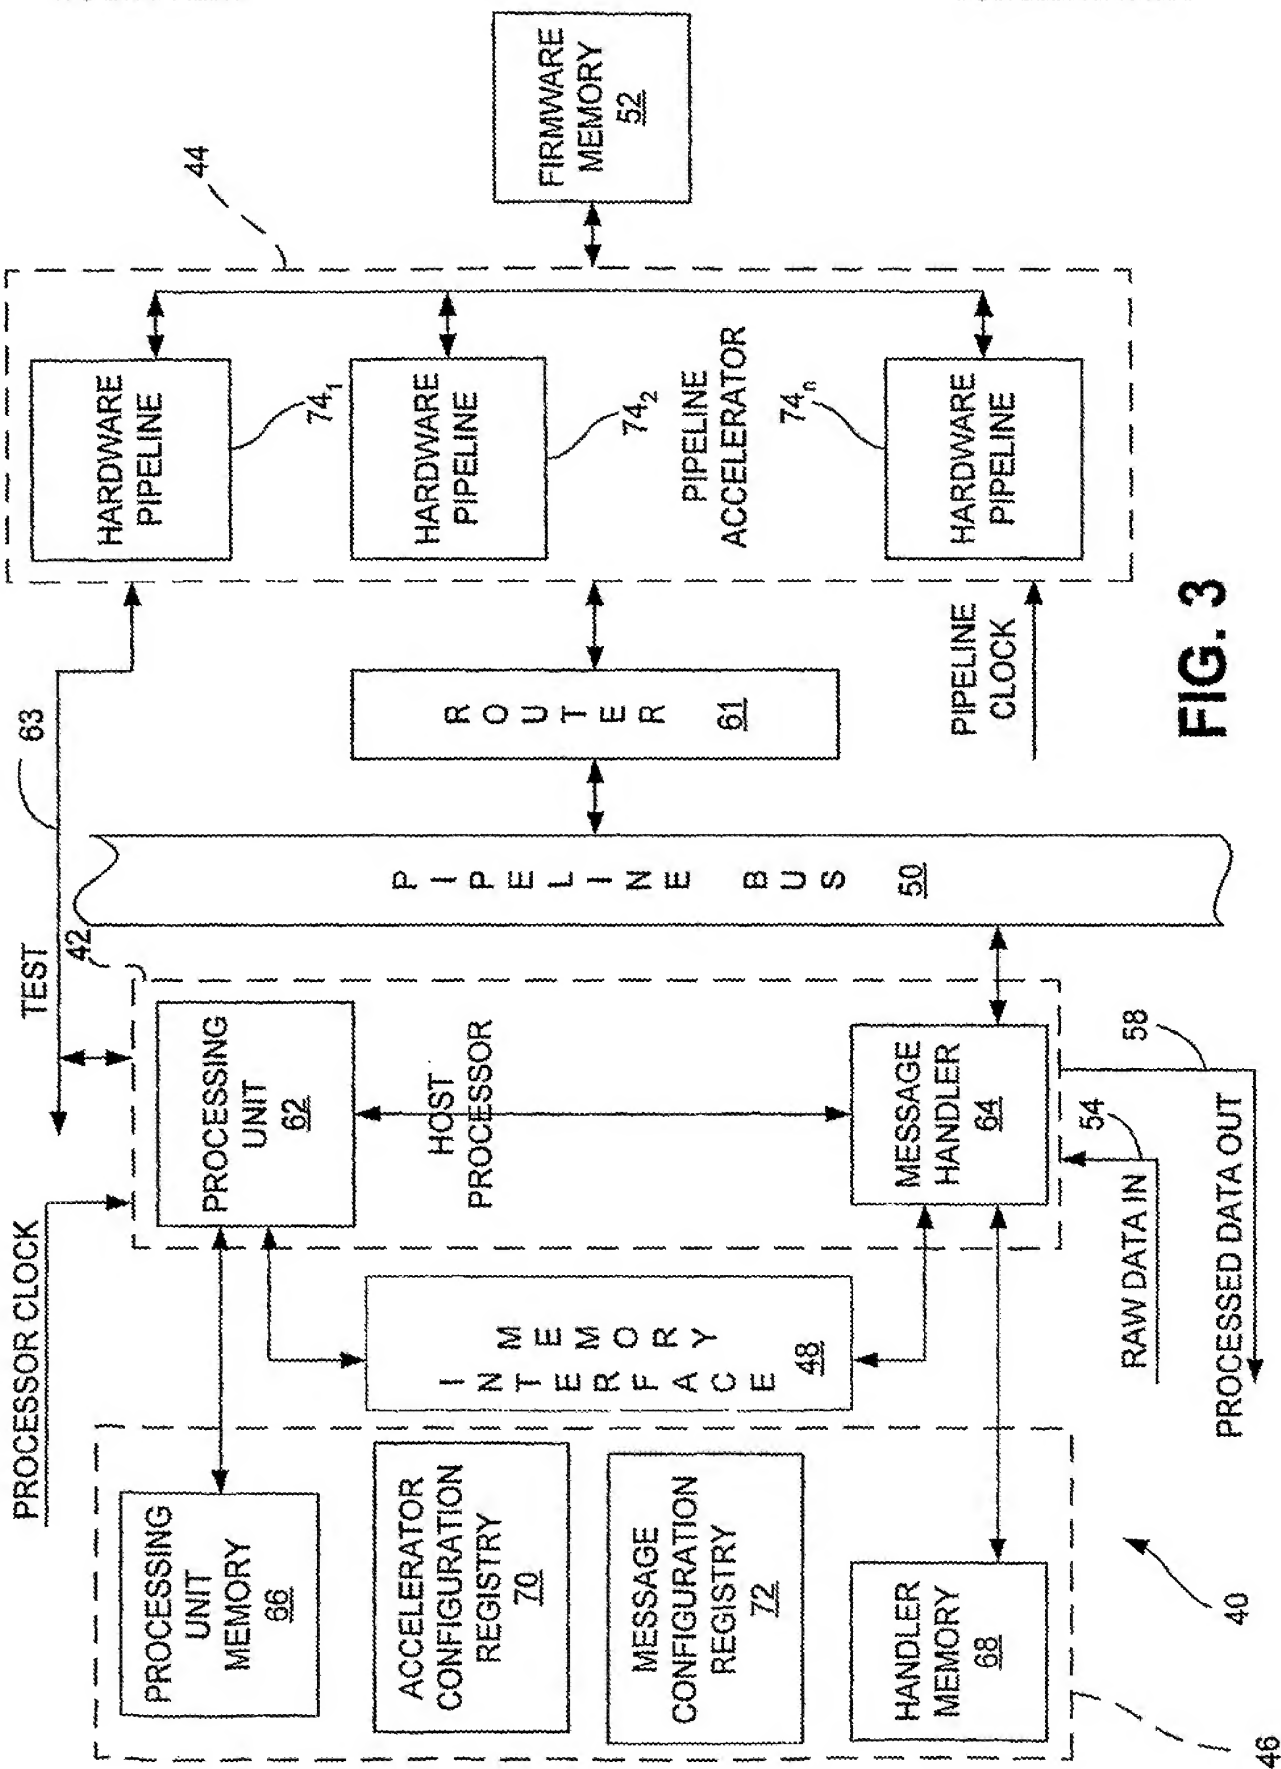 PROCESSOR CLOCK
TEST
63
42
44
PROCESSING
UNIT
MEMORY
66
ACCELERATOR
CONFIGURATION
REGISTRY
70
MESSAGE
CONFIGURATION
REGISTRY
72
HANDLER
MEMORY
68
46
40
MEMORY
INTERFACE
48
PROCESSING
UNIT
62
HOST
PROCESSOR
MESSAGE
HANDLER
64
RAW DATA IN
54
PROCESSED DATA OUT
58
PIPELINE BUS
50
ROUTER
61
PIPELINE
CLOCK
HARDWARE
PIPELINE
74₁
HARDWARE
PIPELINE
74₂
PIPELINE
ACCELERATOR
74ₙ
HARDWARE
PIPELINE
FIRMWARE
MEMORY
52
FIG. 3